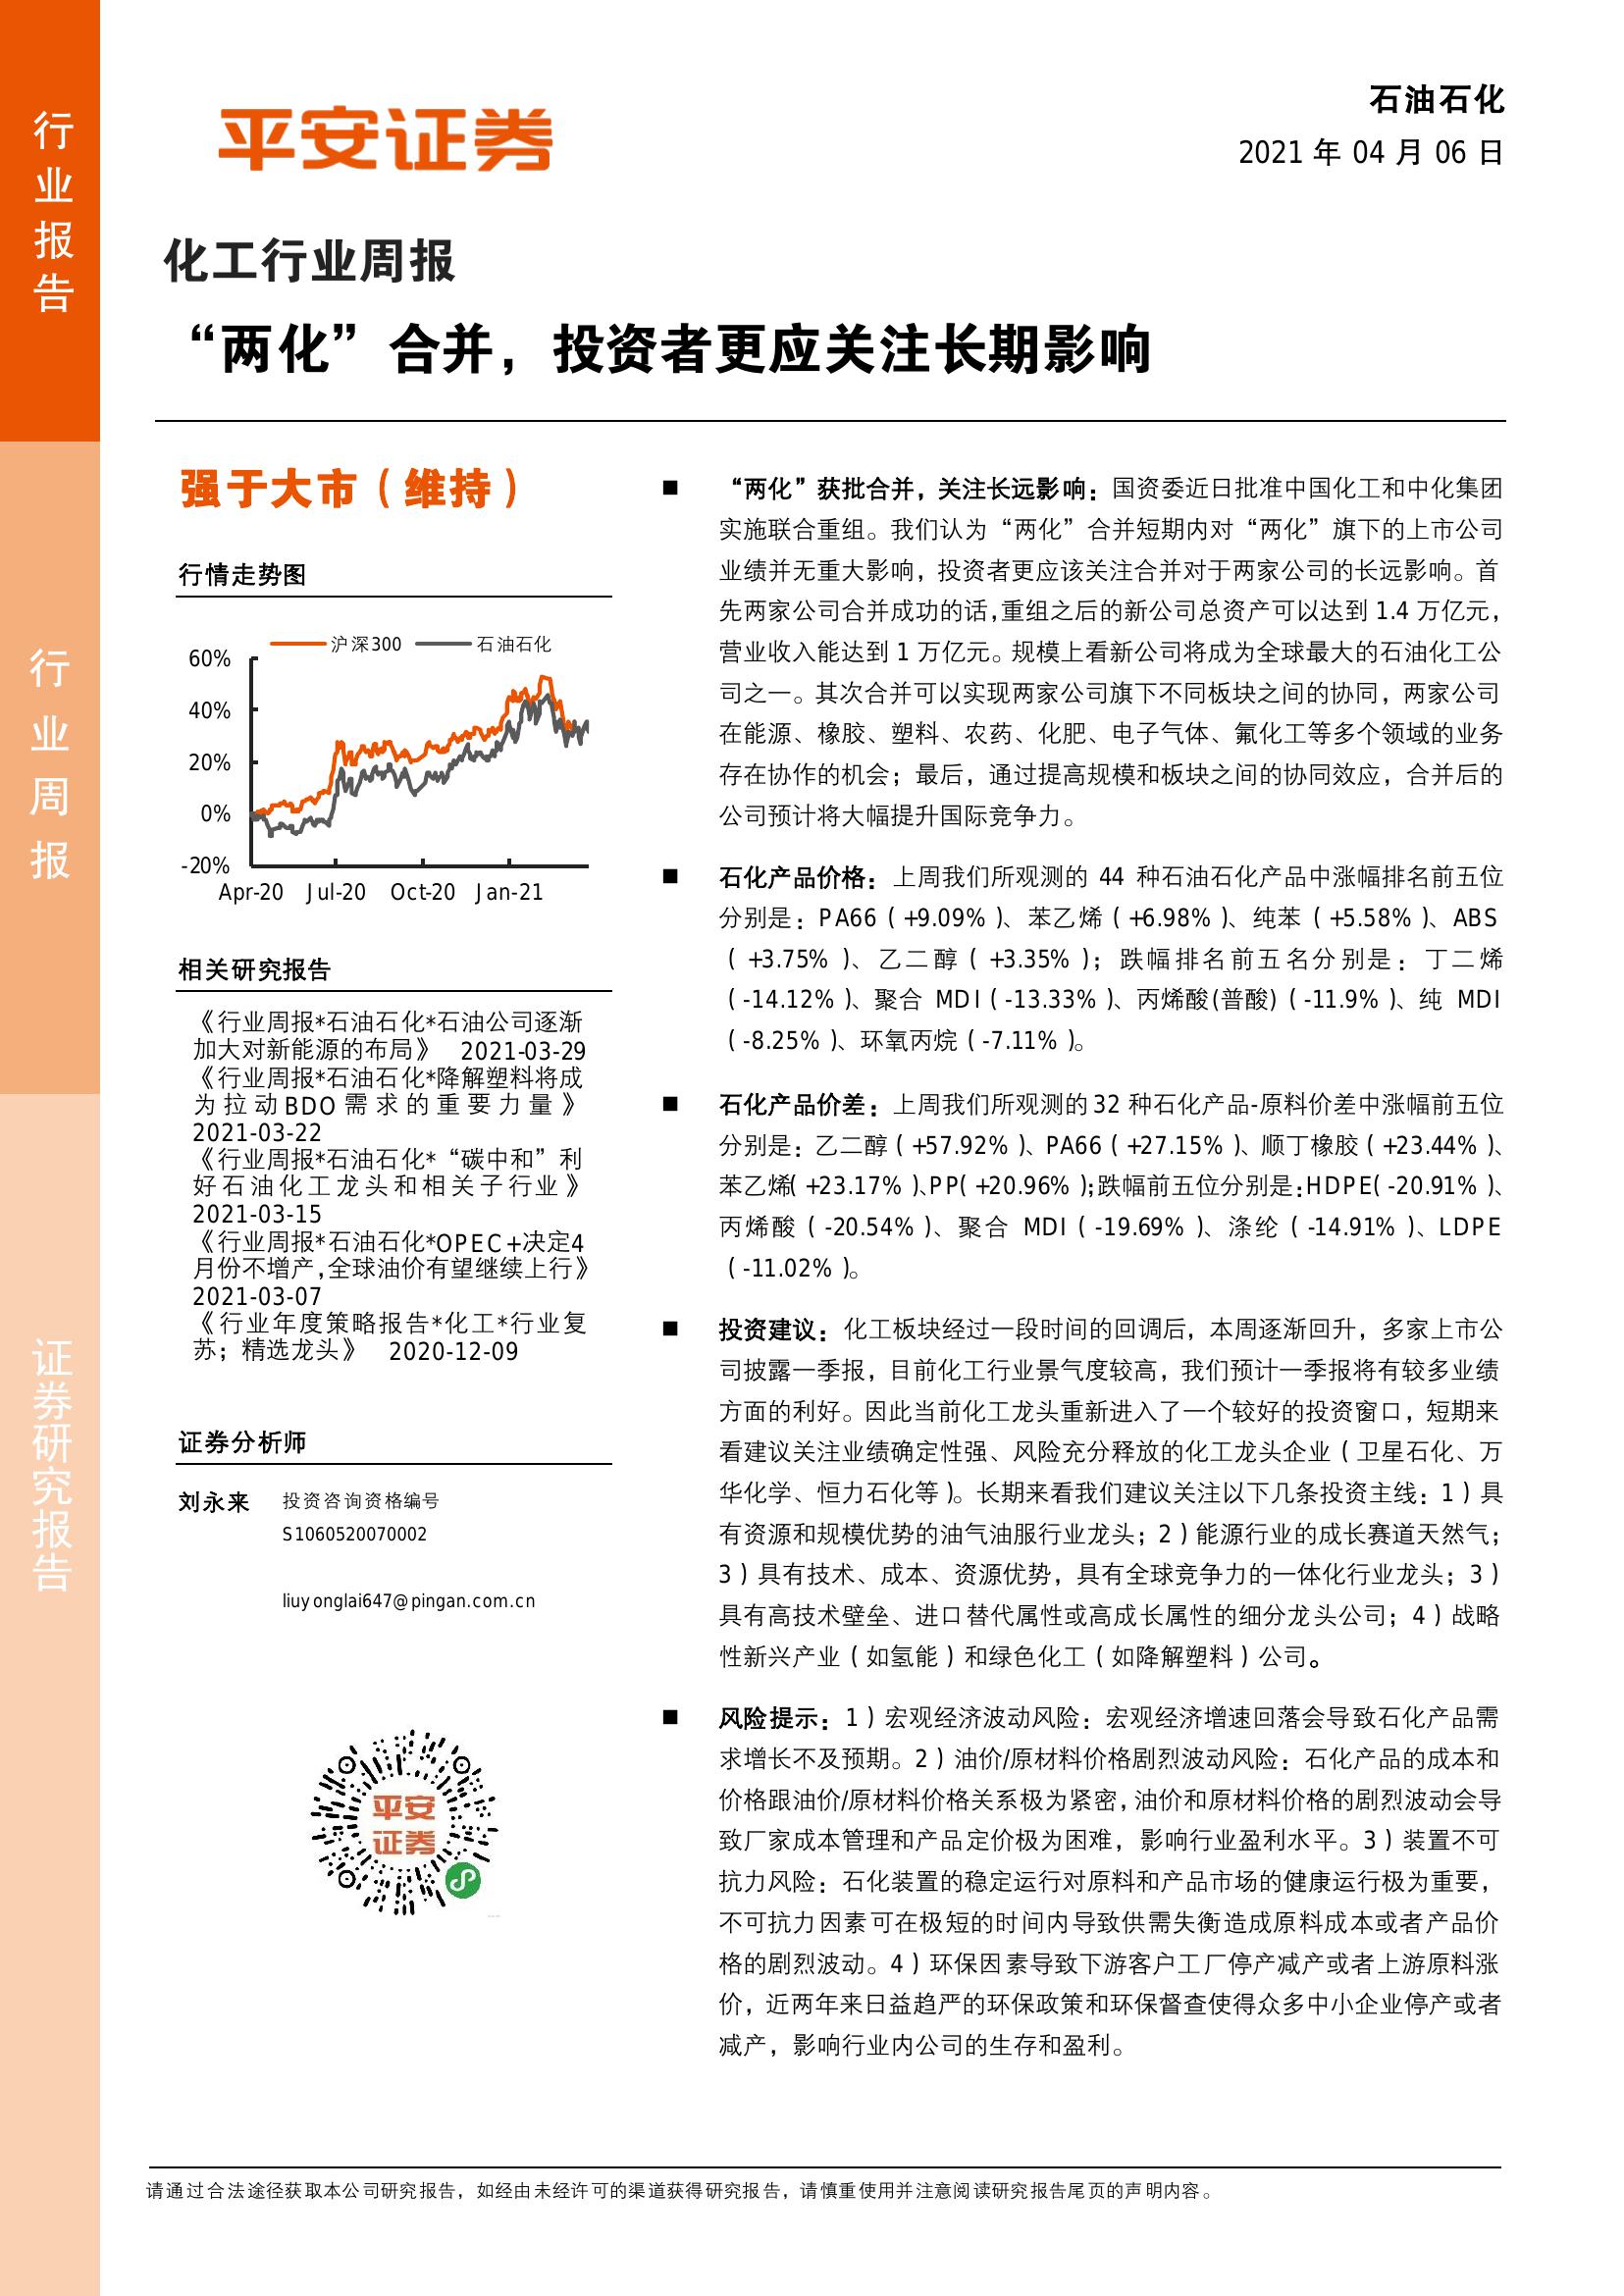 行业报告
行业周报
证券研究报告
平安证券
石油石化
2021 年 04 月 06 日
化工行业周报
“两化”合并，投资者更应关注长期影响
强于大市（维持）
行情走势图
沪深300 石油石化
60%
40%
20%
0%
-20%
Apr-20 Jul-20 Oct-20 Jan-21
相关研究报告
《行业周报*石油石化*石油公司逐渐
加大对新能源的布局》 2021-03-29
《行业周报*石油石化*降解塑料将成
为拉动BDO需求的重要力量》
2021-03-22
《行业周报*石油石化*“碳中和”利
好石油化工龙头和相关子行业》
2021-03-15
《行业周报*石油石化*OPEC+决定4
月份不增产,全球油价有望继续上行》
2021-03-07
《行业年度策略报告*化工*行业复
苏；精选龙头》 2020-12-09
证券分析师
刘永来 投资咨询资格编号
S1060520070002
liuyonglai647@pingan.com.cn
平安
证券
■ “两化”获批合并，关注长远影响：国资委近日批准中国化工和中化集团
实施联合重组。我们认为“两化”合并短期内对“两化”旗下的上市公司
业绩并无重大影响，投资者更应该关注合并对于两家公司的长远影响。首
先两家公司合并成功的话,重组之后的新公司总资产可以达到 1.4 万亿元，
营业收入能达到 1 万亿元。规模上看新公司将成为全球最大的石油化工公
司之一。其次合并可以实现两家公司旗下不同板块之间的协同，两家公司
在能源、橡胶、塑料、农药、化肥、电子气体、氟化工等多个领域的业务
存在协作的机会；最后，通过提高规模和板块之间的协同效应，合并后的
公司预计将大幅提升国际竞争力。
■ 石化产品价格：上周我们所观测的 44 种石油石化产品中涨幅排名前五位
分别是：PA66（+9.09%）、苯乙烯（+6.98%）、纯苯（+5.58%）、ABS
（+3.75%）、乙二醇（+3.35%）；跌幅排名前五名分别是：丁二烯
（-14.12%）、聚合 MDI（-13.33%）、丙烯酸(普酸)（-11.9%）、纯 MDI
（-8.25%）、环氧丙烷（-7.11%）。
■ 石化产品价差：上周我们所观测的 32 种石化产品-原料价差中涨幅前五位
分别是：乙二醇（+57.92%）、PA66（+27.15%）、顺丁橡胶（+23.44%）、
苯乙烯（+23.17%）、PP（+20.96%）；跌幅前五位分别是：HDPE（-20.91%）、
丙烯酸（-20.54%）、聚合 MDI（-19.69%）、涤纶（-14.91%）、LDPE
（-11.02%）。
■ 投资建议：化工板块经过一段时间的回调后，本周逐渐回升，多家上市公
司披露一季报，目前化工行业景气度较高，我们预计一季报将有较多业绩
方面的利好。因此当前化工龙头重新进入了一个较好的投资窗口，短期来
看建议关注业绩确定性强、风险充分释放的化工龙头企业（卫星石化、万
华化学、恒力石化等）。长期来看我们建议关注以下几条投资主线：1）具
有资源和规模优势的油气油服行业龙头；2）能源行业的成长赛道天然气；
3）具有技术、成本、资源优势，具有全球竞争力的一体化行业龙头；3）
具有高技术壁垒、进口替代属性或高成长属性的细分龙头公司；4）战略
性新兴产业（如氢能）和绿色化工（如降解塑料）公司。
■ 风险提示：1）宏观经济波动风险：宏观经济增速回落会导致石化产品需
求增长不及预期。2）油价/原材料价格剧烈波动风险：石化产品的成本和
价格跟油价/原材料价格关系极为紧密,油价和原材料价格的剧烈波动会导
致厂家成本管理和产品定价极为困难，影响行业盈利水平。3）装置不可
抗力风险：石化装置的稳定运行对原料和产品市场的健康运行极为重要，
不可抗力因素可在极短的时间内导致供需失衡造成原料成本或者产品价
格的剧烈波动。4）环保因素导致下游客户工厂停产减产或者上游原料涨
价，近两年来日益趋严的环保政策和环保督查使得众多中小企业停产或者
减产，影响行业内公司的生存和盈利。
请通过合法途径获取本公司研究报告，如经由未经许可的渠道获得研究报告，请慎重使用并注意阅读研究报告尾页的声明内容。